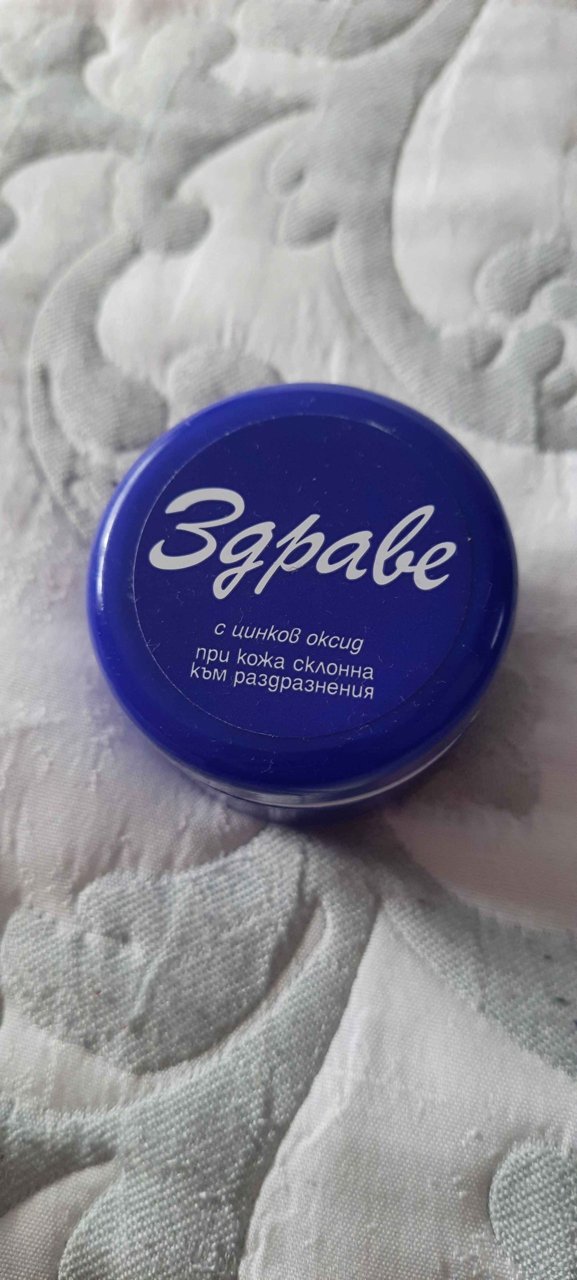 Здраве
с цинков оксид
при кожа склонна
към раздразнения